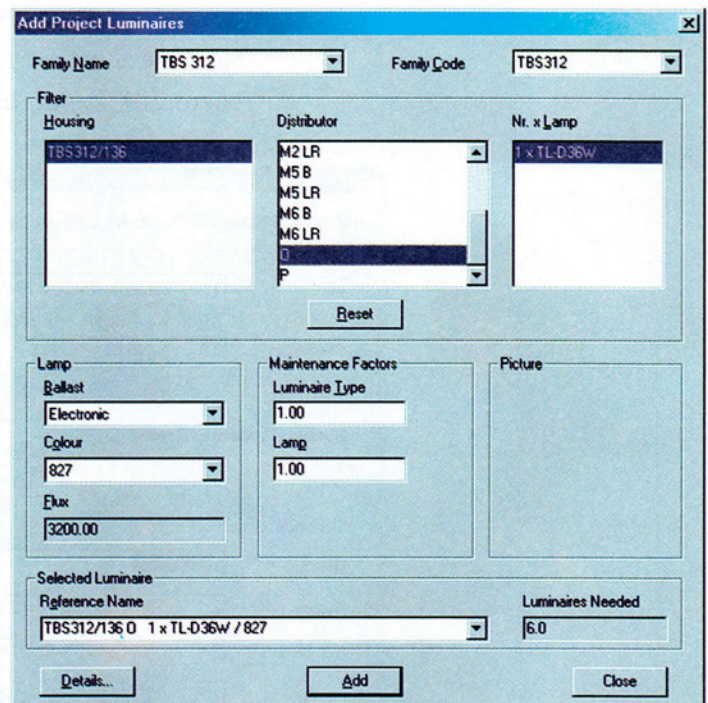 Add Project Luminaires
Family Name TBS 312 Family Code TBS312
Filter
Housing Distributor Nr. x Lamp
TBS312/136 M2 LR 1 x TL-D36W
M5 B
M5 LR
M6 B
M6 LR
O
P
Reset
Lamp Maintenance Factors Picture
Ballast Luminaire Type
Electronic 1.00
Colour Lamp
827 1.00
Flux
3200.00
Selected Luminaire
Reference Name Luminaires Needed
TBS312/136 O 1 x TL-D36W / 827 6.0
Details... Add Close